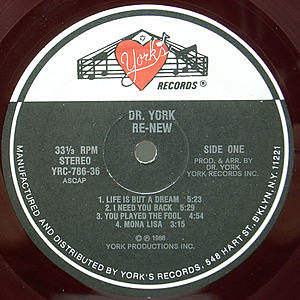 York's
RECORDS®
DR. YORK
RE-NEW
33⅓ RPM
STEREO
YRC-766-36
ASCAP
SIDE ONE
PROD. & ARR. BY
DR. YORK FOR
YORK RECORDS INC.
1. LIFE IS BUT A DREAM 5:23
2. I NEED YOU BACK 5:29
3. YOU PLAYED THE FOOL 4:54
4. MONA LISA 3:15
Ⓟ © 1986
YORK PRODUCTIONS INC.
MANUFACTURED AND DISTRIBUTED BY YORK'S RECORDS, 548 HART ST., B'KLYN, N.Y. 11221